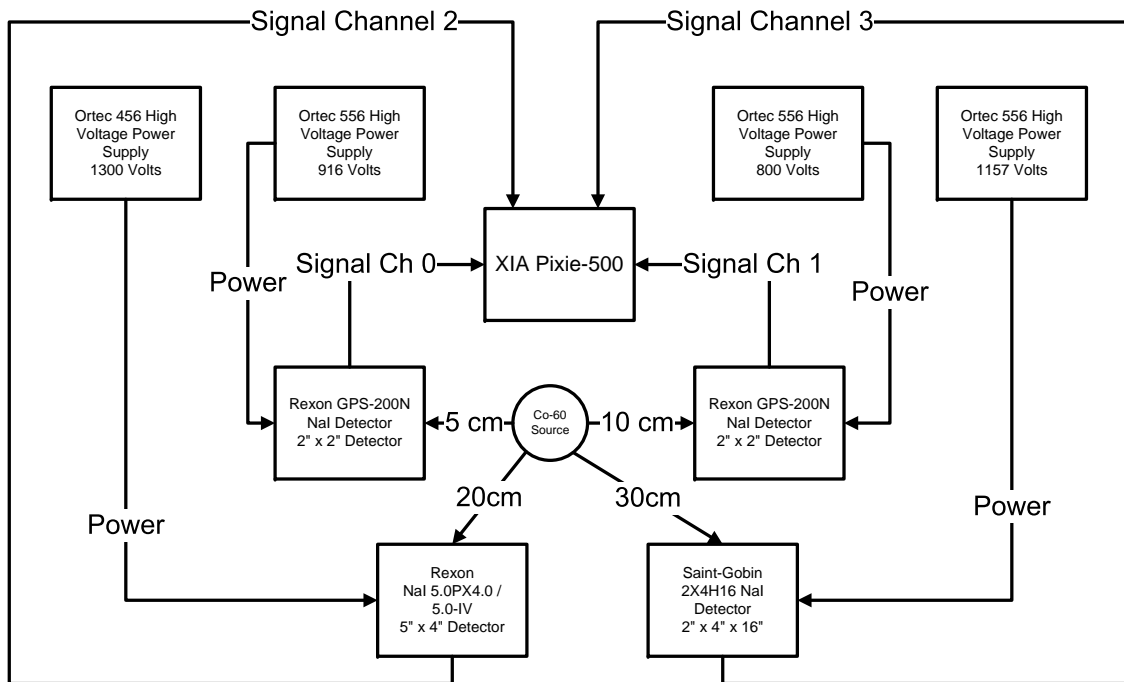 Signal Channel 2
Signal Channel 3
Ortec 456 High
Voltage Power
Supply
1300 Volts
Ortec 556 High
Voltage Power
Supply
916 Volts
Ortec 556 High
Voltage Power
Supply
800 Volts
Ortec 556 High
Voltage Power
Supply
1157 Volts
Signal Ch 0
XIA Pixie-500
Signal Ch 1
Power
Power
Rexon GPS-200N
NaI Detector
2" x 2" Detector
5 cm
Co-60
Source
10 cm
Rexon GPS-200N
NaI Detector
2" x 2" Detector
20cm
30cm
Power
Power
Rexon
NaI 5.0PX4.0 /
5.0-IV
5" x 4" Detector
Saint-Gobin
2X4H16 NaI
Detector
2" x 4" x 16"